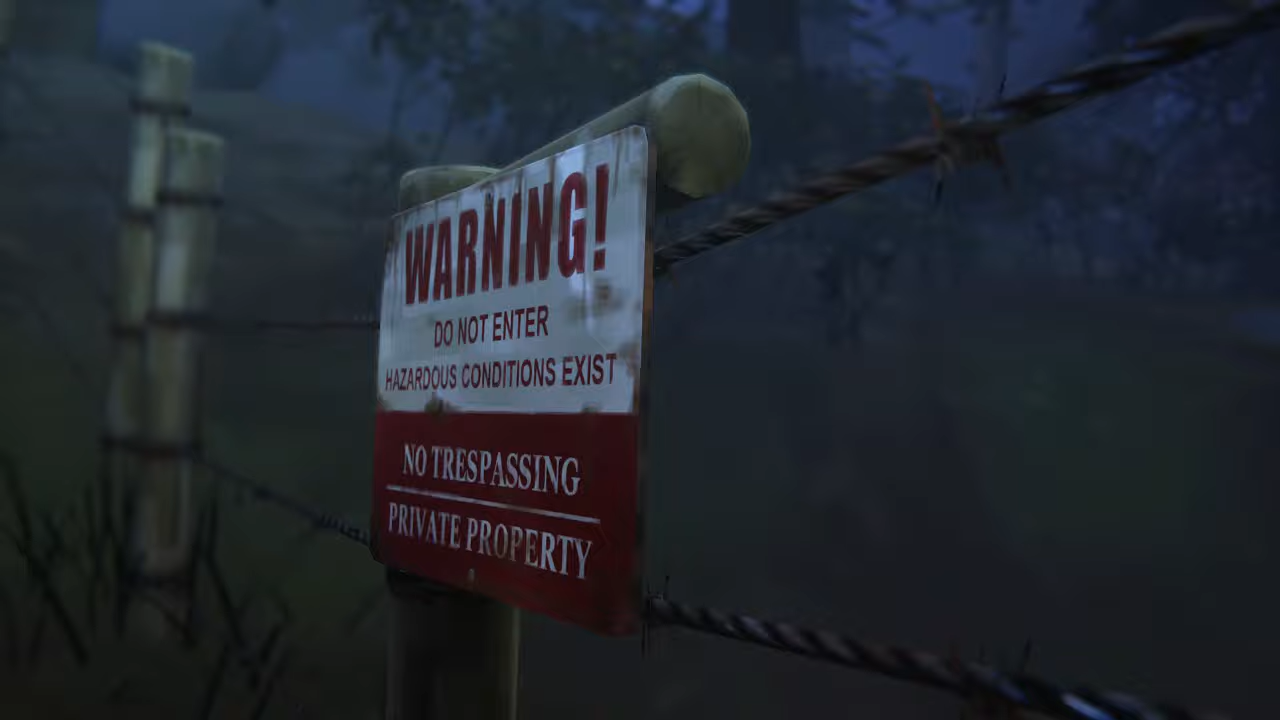 WARNING!
DO NOT ENTER
HAZARDOUS CONDITIONS EXIST
NO TRESPASSING
PRIVATE PROPERTY